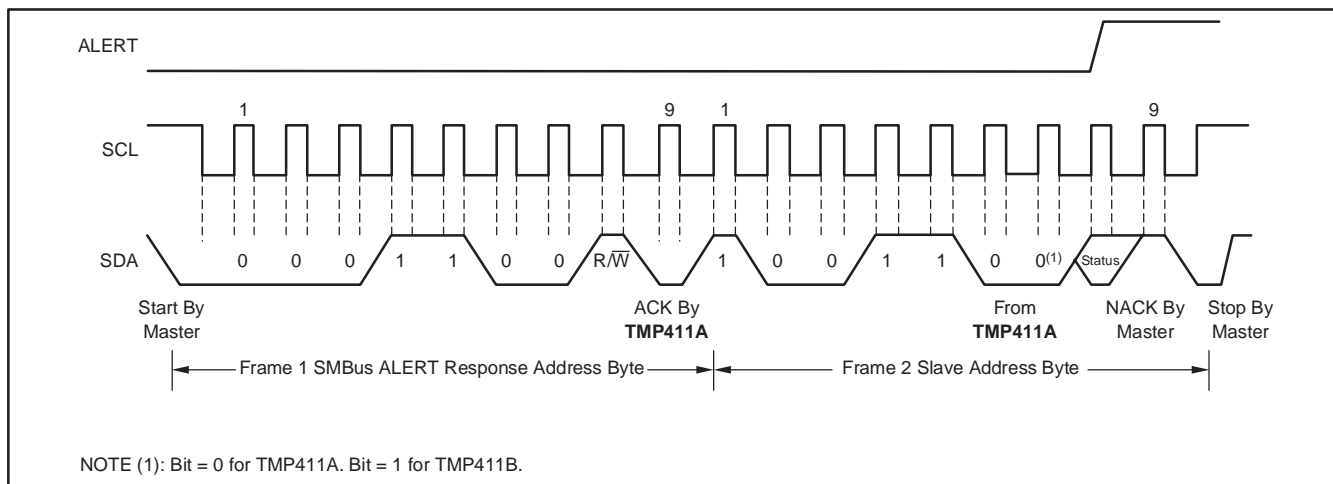 ALERT
1 9 1 9
SCL
SDA 0 0 0 1 1 0 0 R/W̅ 1 0 0 1 1 0 0(1) Status
Start By ACK By From NACK By Stop By
Master TMP411A TMP411A Master Master
Frame 1 SMBus ALERT Response Address Byte Frame 2 Slave Address Byte
NOTE (1): Bit = 0 for TMP411A. Bit = 1 for TMP411B.